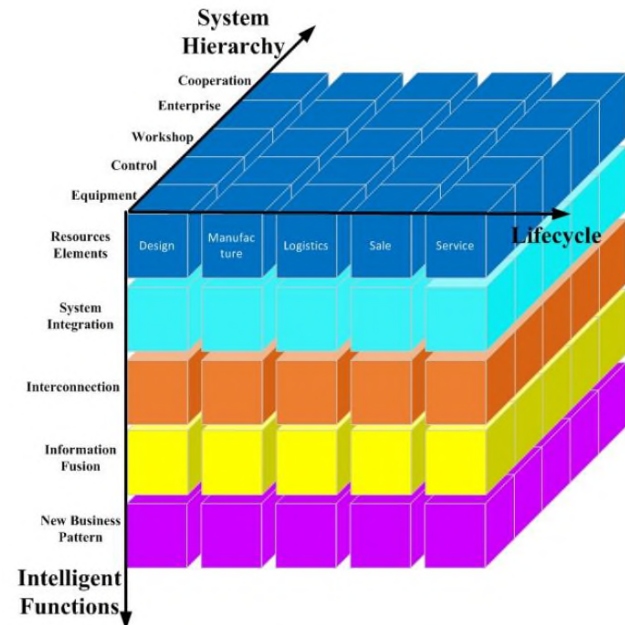 System
Hierarchy
Cooperation
Enterprise
Workshop
Control
Equipment
Lifecycle
Resources
Elements
Design
Manufac
ture
Logistics
Sale
Service
System
Integration
Interconnection
Information
Fusion
New Business
Pattern
Intelligent
Functions